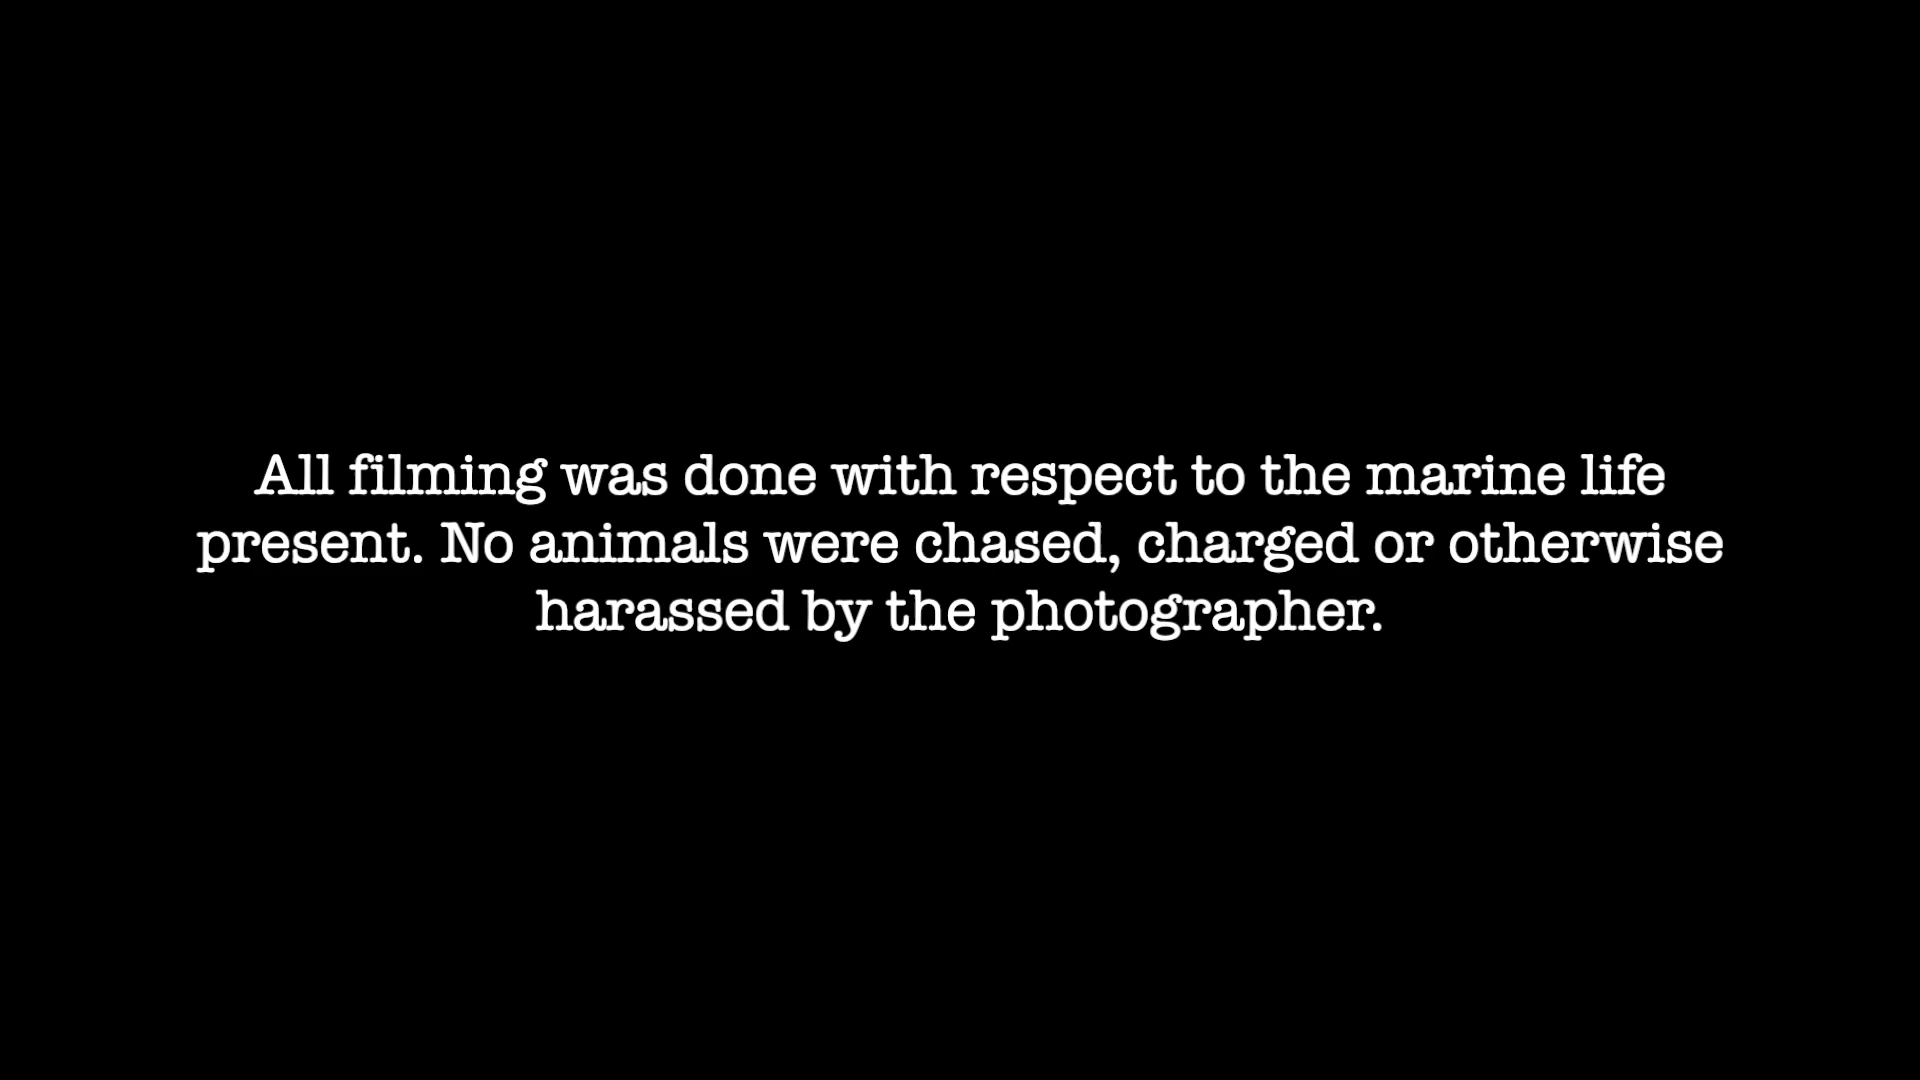 All filming was done with respect to the marine life
present. No animals were chased, charged or otherwise
harassed by the photographer.